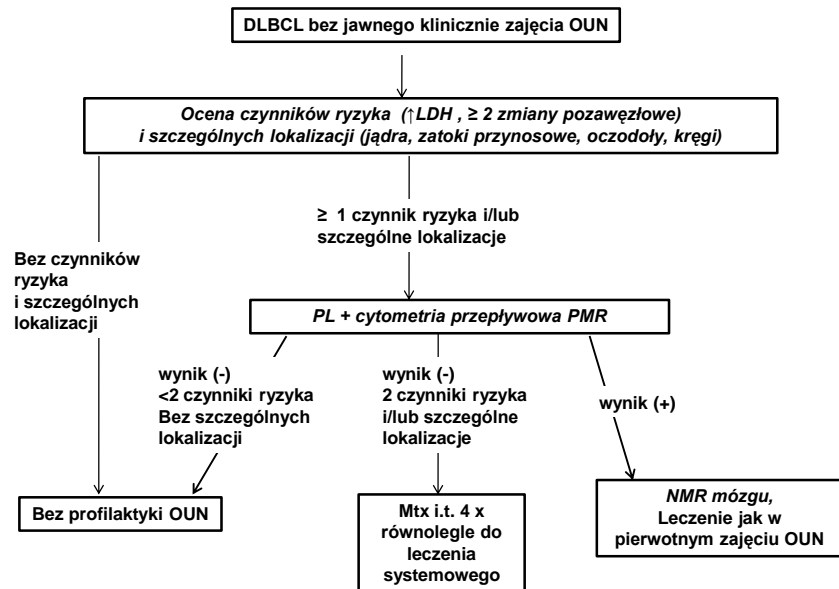 DLBCL bez jawnego klinicznie zajęcia OUN
Ocena czynników ryzyka (↑LDH , ≥ 2 zmiany pozawęzłowe)
i szczególnych lokalizacji (jądra, zatoki przynosowe, oczodoły, kręgi)
≥ 1 czynnik ryzyka i/lub
szczególne lokalizacje
Bez czynników
ryzyka
i szczególnych
lokalizacji
PL + cytometria przepływowa PMR
wynik (-)
<2 czynniki ryzyka
Bez szczególnych
lokalizacji
wynik (-)
2 czynniki ryzyka
i/lub szczególne
lokalizacje
wynik (+)
Bez profilaktyki OUN
Mtx i.t. 4 x
równolegle do
leczenia
systemowego
NMR mózgu,
Leczenie jak w
pierwotnym zajęciu OUN